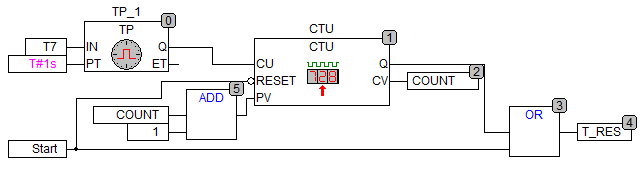 TP_1
0
TP
T7
IN
Q
T#1s
PT
ET
CTU
1
CTU
CU
Q
RESET
128
CV
COUNT
2
PV
ADD
5
COUNT
1
OR
3
T_RES
4
Start